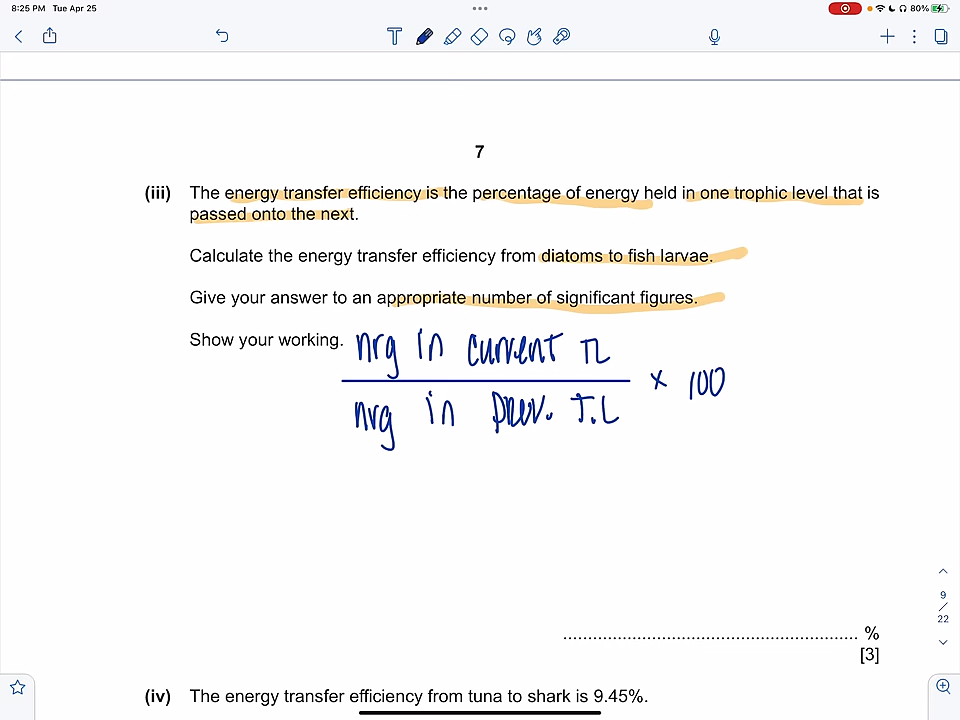 8:25 PM Tue Apr 25
80%
7
(iii) The energy transfer efficiency is the percentage of energy held in one trophic level that is
passed onto the next.
Calculate the energy transfer efficiency from diatoms to fish larvae.
Give your answer to an appropriate number of significant figures.
Show your working.
nrg in current TL
nrg in prev. T.L
× 100
9
/
22
.......................................................... %
[3]
(iv) The energy transfer efficiency from tuna to shark is 9.45%.